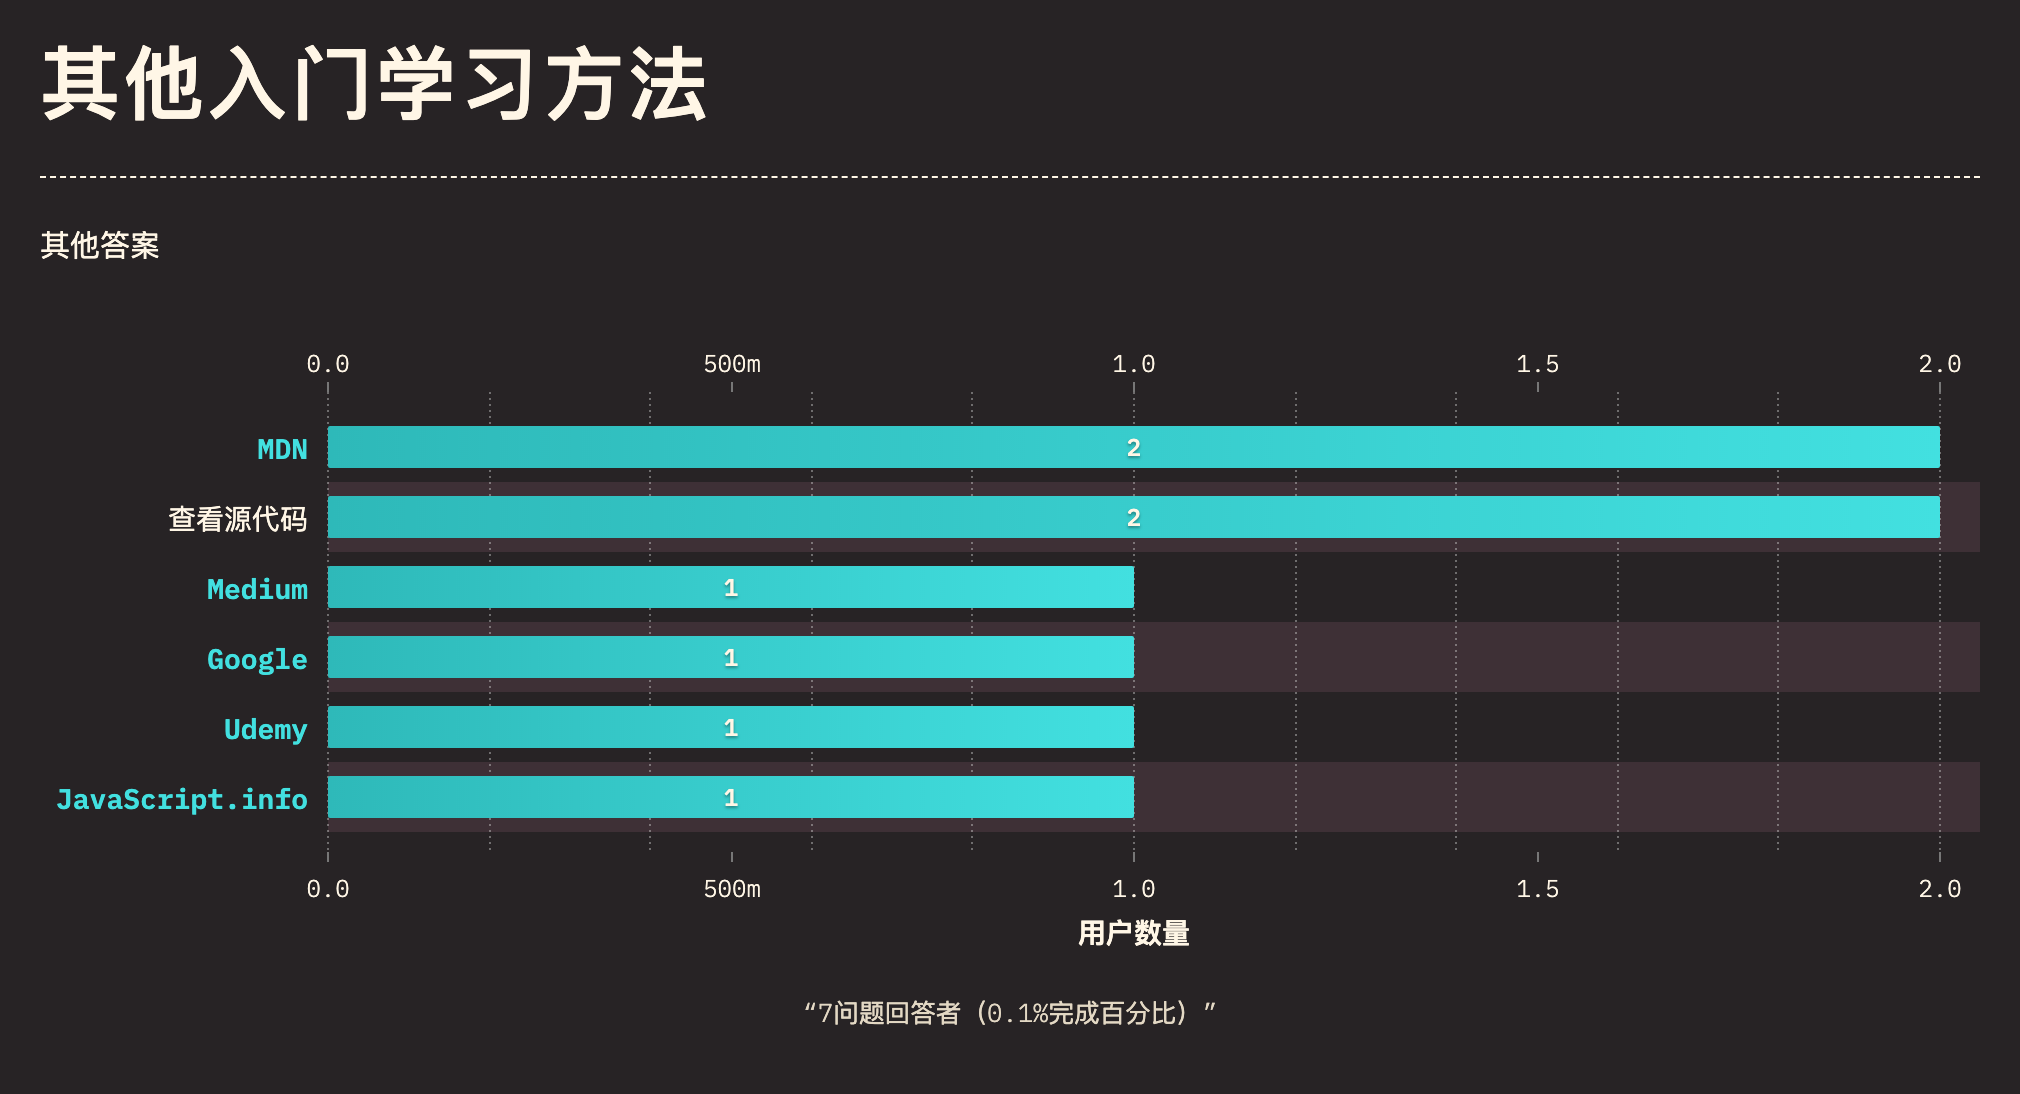 其他入门学习方法
其他答案
0.0 500m 1.0 1.5 2.0
MDN 2
查看源代码 2
Medium 1
Google 1
Udemy 1
JavaScript.info 1
0.0 500m 1.0 1.5 2.0
用户数量
“7问题回答者（0.1%完成百分比）”